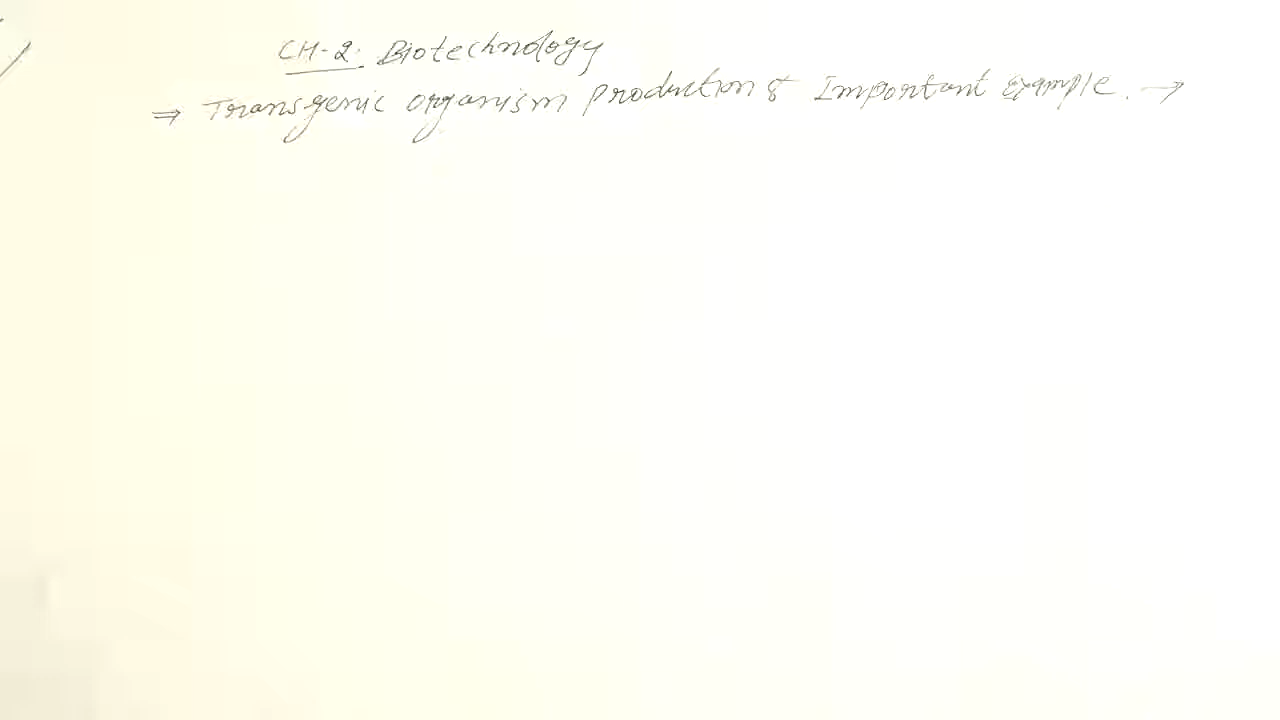 CH-2. Biotechnology
⇒ Transgenic organism production & Important Example. →